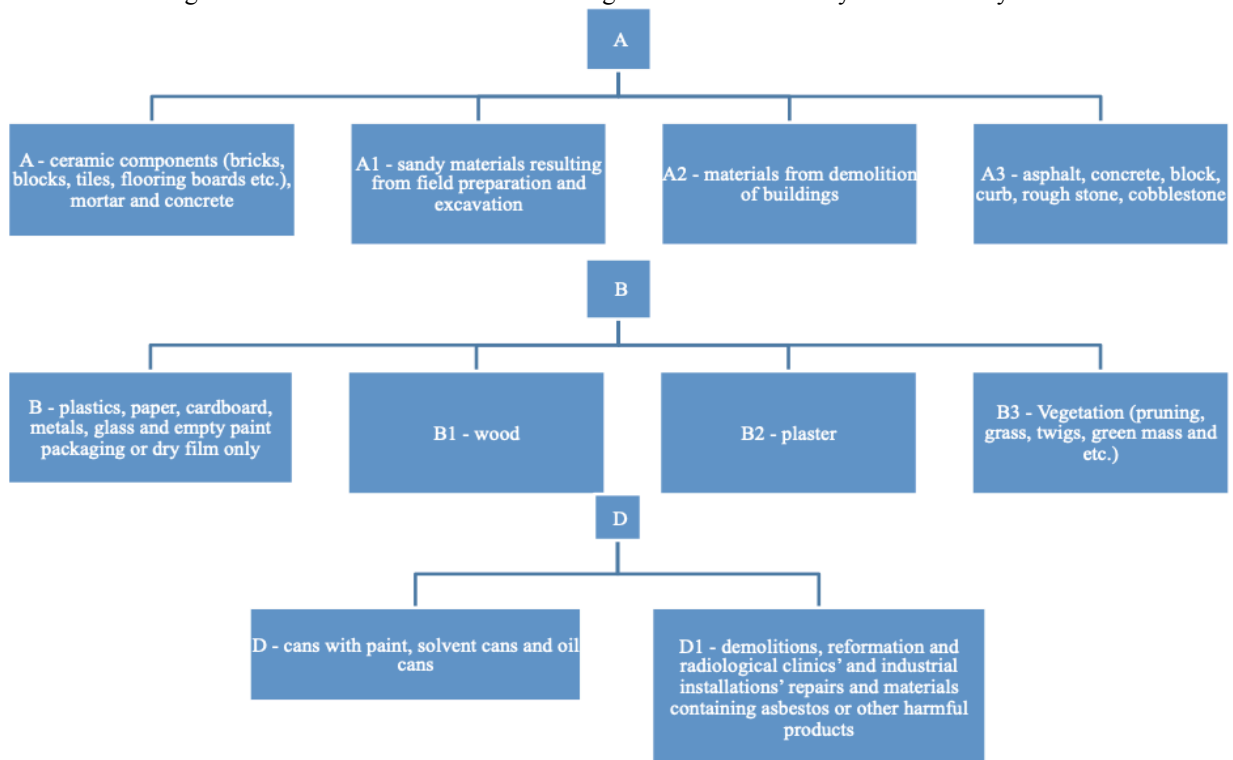 A
A - ceramic components (bricks,
blocks, tiles, flooring boards etc.),
mortar and concrete
A1 - sandy materials resulting
from field preparation and
excavation
A2 - materials from demolition
of buildings
A3 - asphalt, concrete, block,
curb, rough stone, cobblestone
B
B - plastics, paper, cardboard,
metals, glass and empty paint
packaging or dry film only
B1 - wood
B2 - plaster
B3 - Vegetation (pruning,
grass, twigs, green mass and
etc.)
D
D - cans with paint, solvent cans and oil
cans
D1 - demolitions, reformation and
radiological clinics’ and industrial
installations’ repairs and materials
containing asbestos or other harmful
products